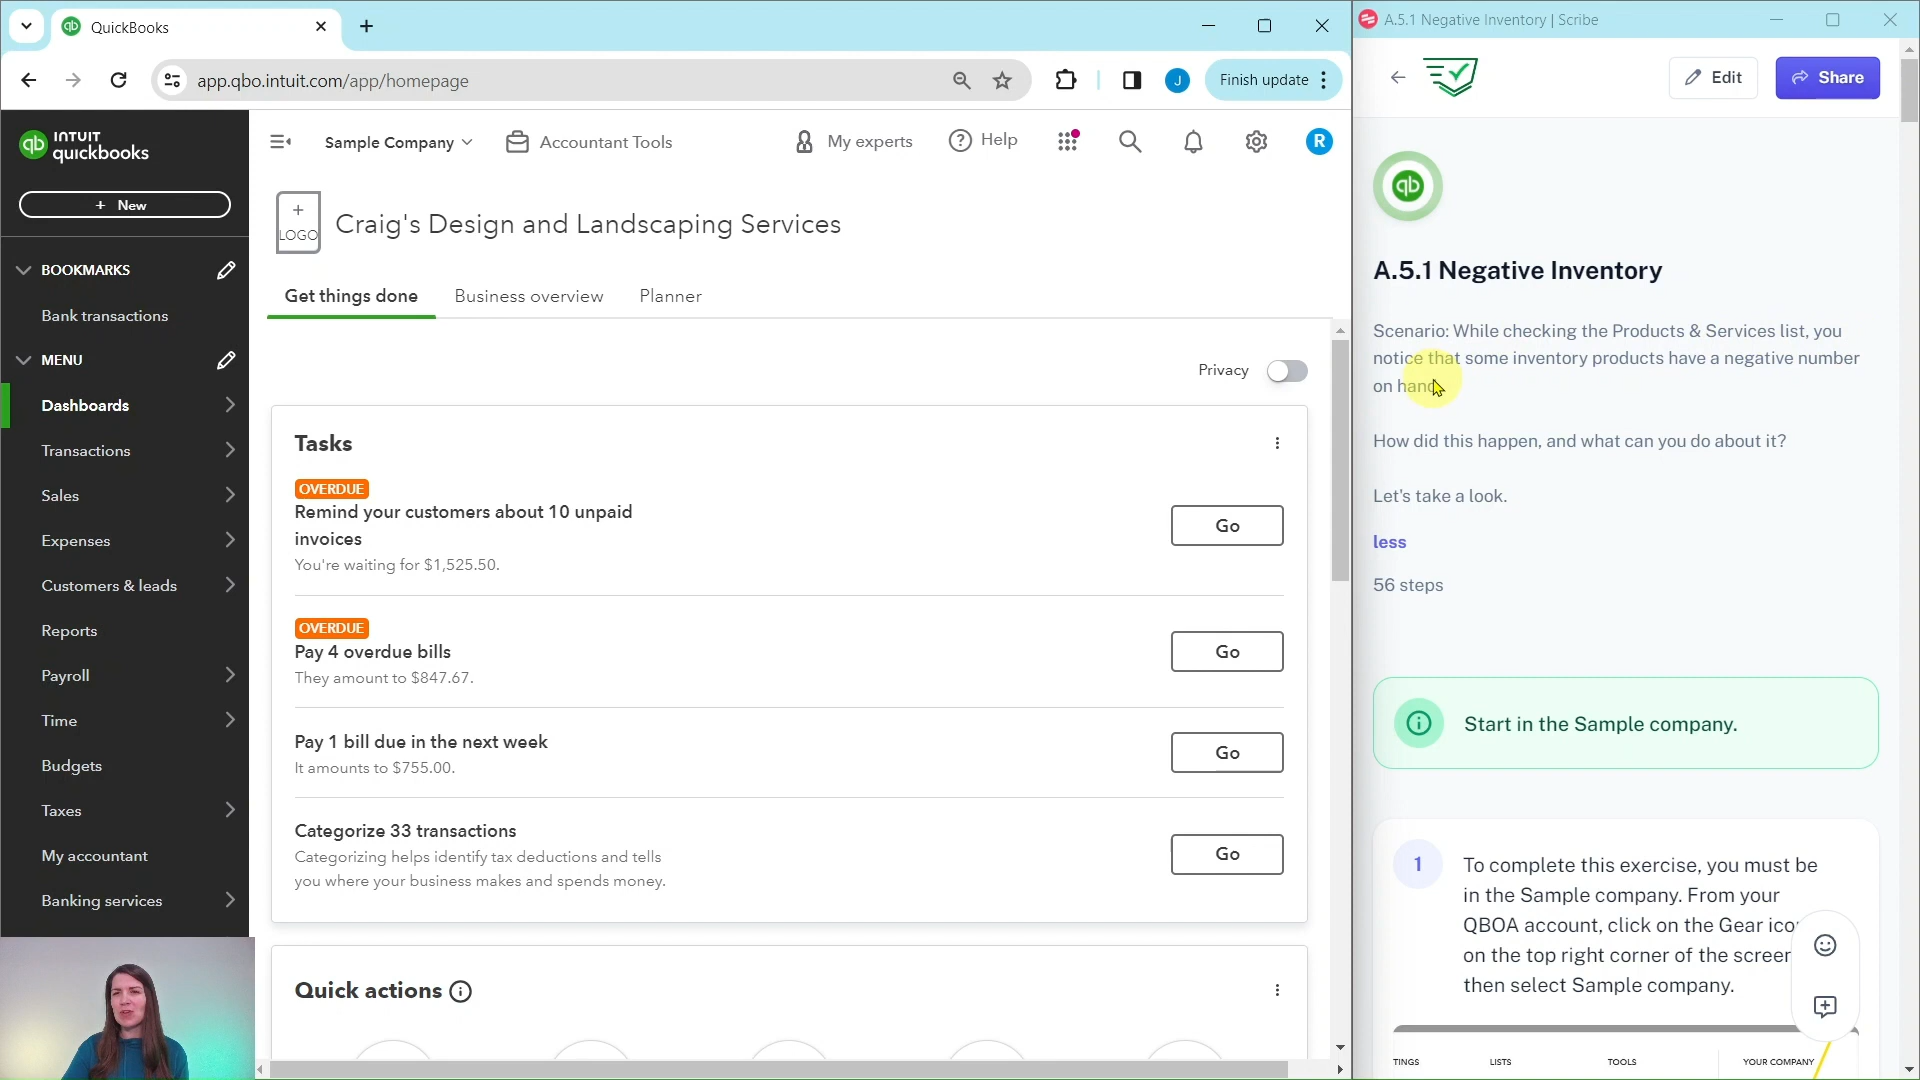 QuickBooks
A.5.1 Negative Inventory | Scribe
app.qbo.intuit.com/app/homepage
J
Finish update
INTUIT
quickbooks
qb
+ New
BOOKMARKS
Bank transactions
MENU
Dashboards
Transactions
Sales
Expenses
Customers & leads
Reports
Payroll
Time
Budgets
Taxes
My accountant
Banking services
Sample Company
Accountant Tools
My experts
Help
R
+
LOGO
Craig's Design and Landscaping Services
Get things done
Business overview
Planner
Privacy
Tasks
OVERDUE
Remind your customers about 10 unpaid
invoices
You're waiting for $1,525.50.
Go
OVERDUE
Pay 4 overdue bills
They amount to $847.67.
Go
Pay 1 bill due in the next week
It amounts to $755.00.
Go
Categorize 33 transactions
Categorizing helps identify tax deductions and tells
you where your business makes and spends money.
Go
Quick actions
Edit
Share
qb
A.5.1 Negative Inventory
Scenario: While checking the Products & Services list, you
notice that some inventory products have a negative number
on hand.
How did this happen, and what can you do about it?
Let's take a look.
less
56 steps
Start in the Sample company.
1
To complete this exercise, you must be
in the Sample company. From your
QBOA account, click on the Gear ico
on the top right corner of the screen
then select Sample company.
TINGS
LISTS
TOOLS
YOUR COMPANY